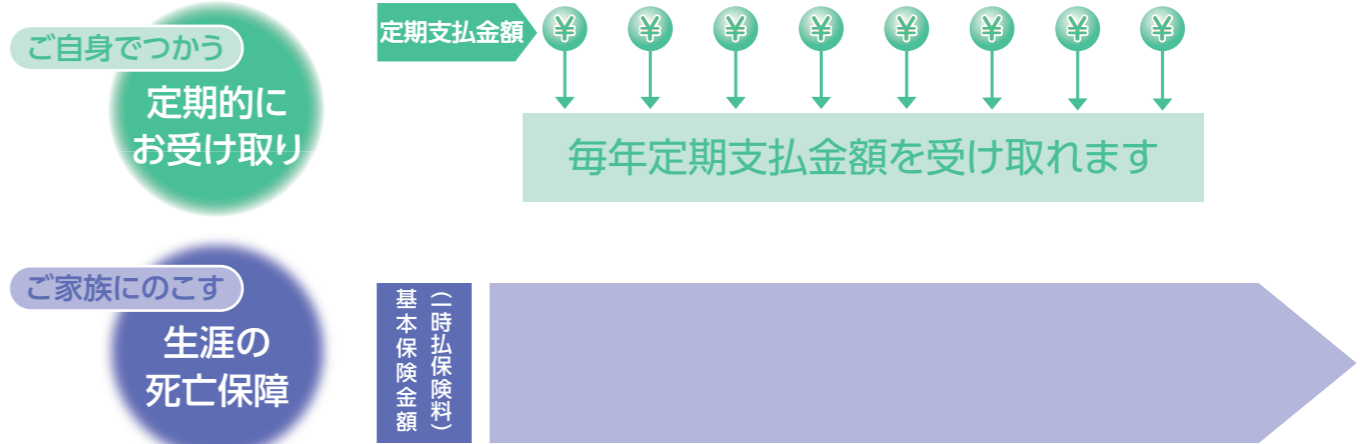 ご自身でつかう
定期的に
お受け取り
定期支払金額
¥ ¥ ¥ ¥ ¥ ¥ ¥ ¥
毎年定期支払金額を受け取れます
ご家族にのこす
生涯の
死亡保障
基本保険金額
（一時払保険料）